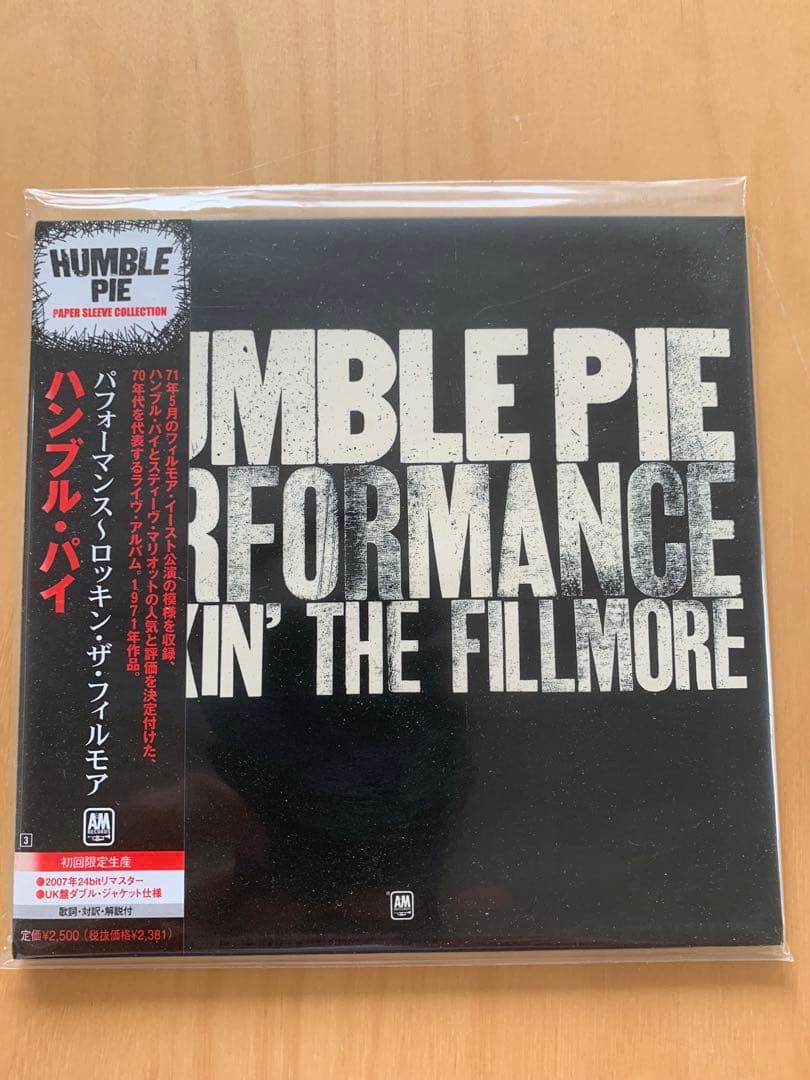 HUMBLE
PIE
PAPER SLEEVE COLLECTION
71年5月のフィルモア・イースト公演の模様を収録、
ハンブル・パイとスティーヴ・マリオットの人気と評価を決定付けた、
70年代を代表するライヴ・アルバム。1971年作品。
パフォーマンス〜ロッキン・ザ・フィルモア
ハンブル・パイ
AM
RECORDS
3
初回限定生産
●2007年24bitリマスター
●UK盤ダブル・ジャケット仕様
歌詞・対訳・解説付
定価¥2,500(税抜価格¥2,381)
UMBLE PIE
RFORMANCE
KIN' THE FILLMORE
®
AM